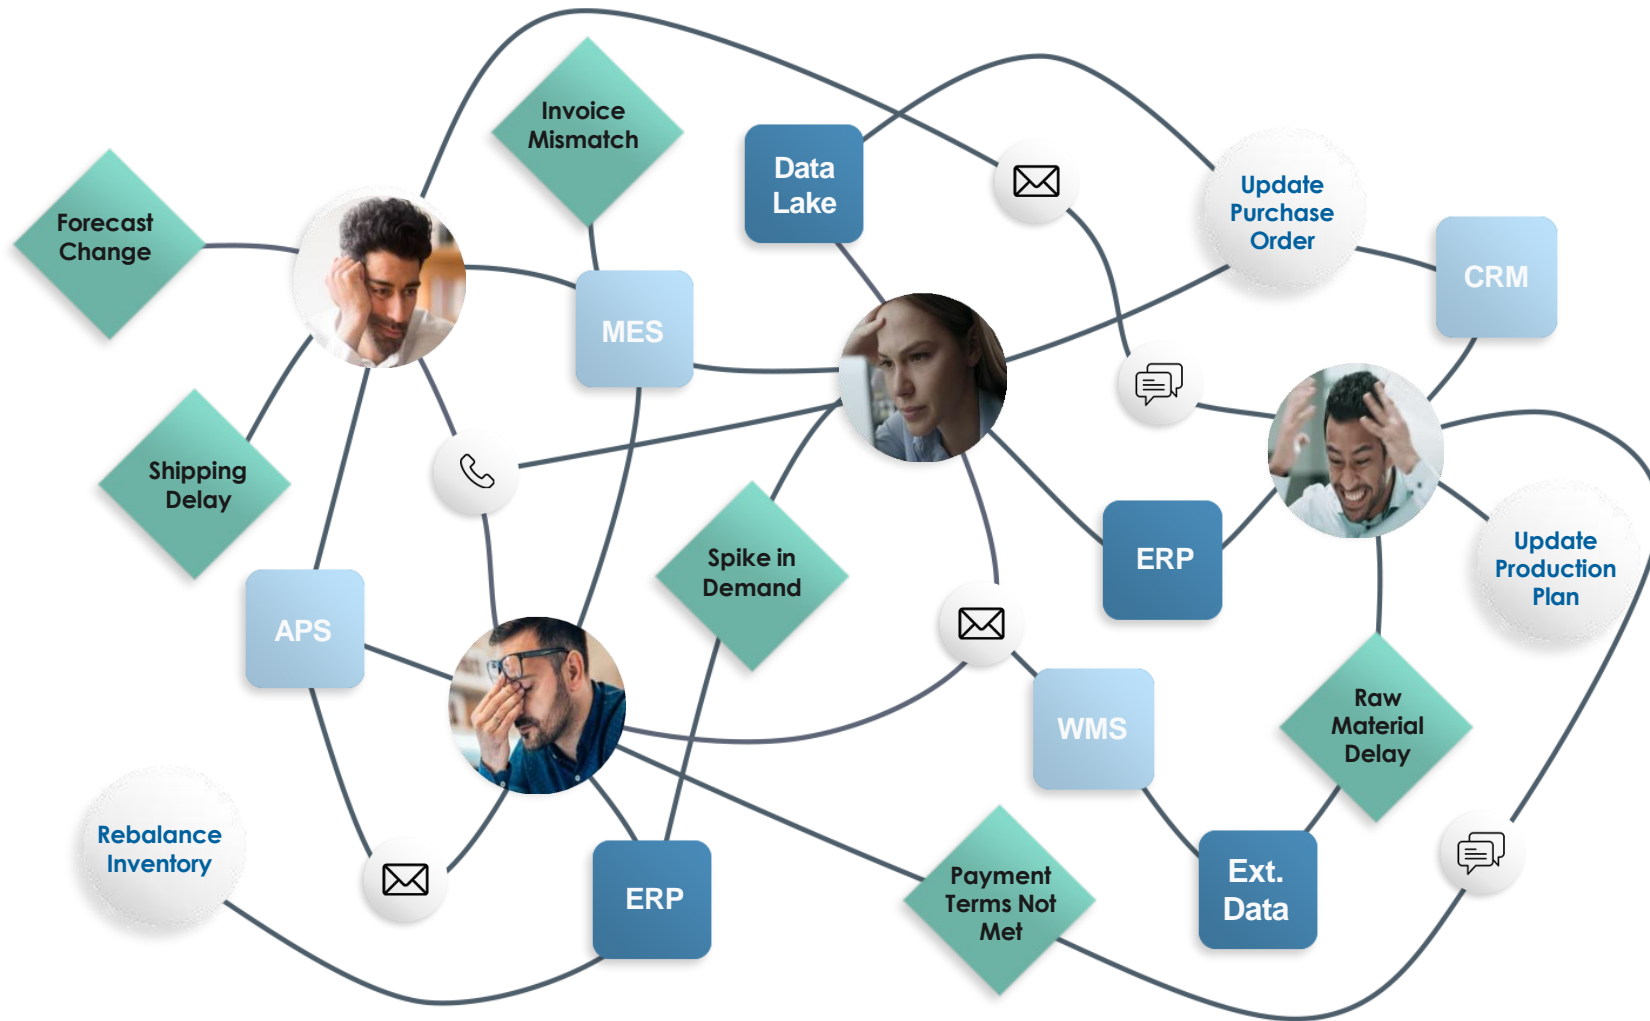 Invoice
Mismatch
Data
Lake
Update
Purchase
Order
Forecast
Change
CRM
MES
Shipping
Delay
Spike in
Demand
ERP
Update
Production
Plan
APS
WMS
Raw
Material
Delay
Rebalance
Inventory
ERP
Payment
Terms Not
Met
Ext.
Data